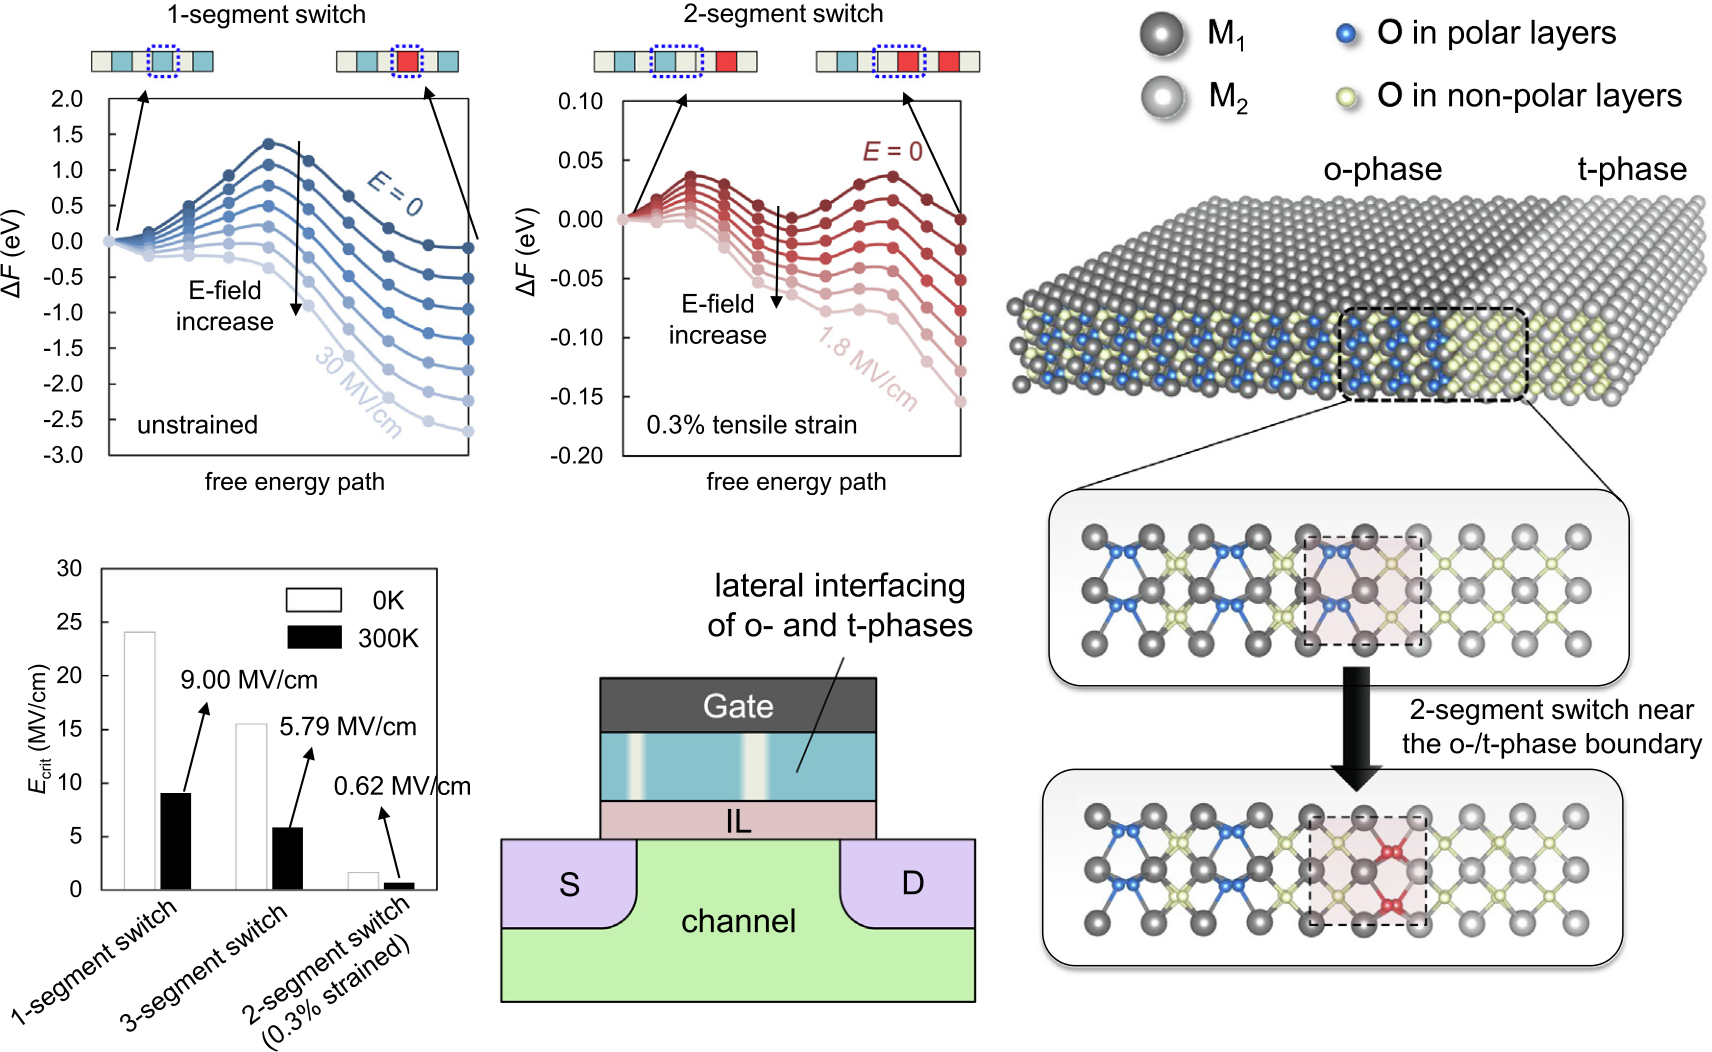 1-segment switch
2.0
1.5
1.0
0.5
0.0
-0.5
-1.0
-1.5
-2.0
-2.5
-3.0
ΔF (eV)
E = 0
E-field
increase
30 MV/cm
unstrained
free energy path
2-segment switch
0.10
0.05
0.00
-0.05
-0.10
-0.15
-0.20
ΔF (eV)
E = 0
E-field
increase
1.8 MV/cm
0.3% tensile strain
free energy path
M1
O in polar layers
M2
O in non-polar layers
o-phase
t-phase
2-segment switch near
the o-/t-phase boundary
30
25
20
15
10
5
0
Ecrit (MV/cm)
0K
300K
9.00 MV/cm
5.79 MV/cm
0.62 MV/cm
1-segment switch
3-segment switch
2-segment switch
(0.3% strained)
lateral interfacing
of o- and t-phases
Gate
IL
S
D
channel